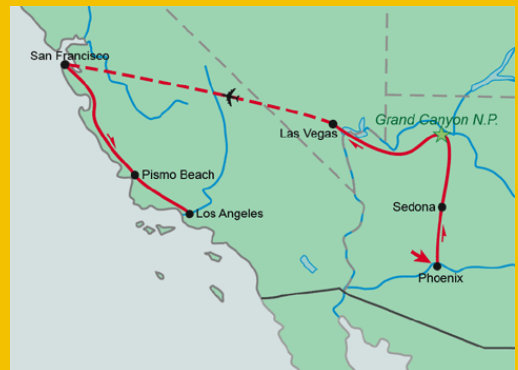 San Francisco
Grand Canyon N.P.
Las Vegas
Pismo Beach
Sedona
Los Angeles
Phoenix